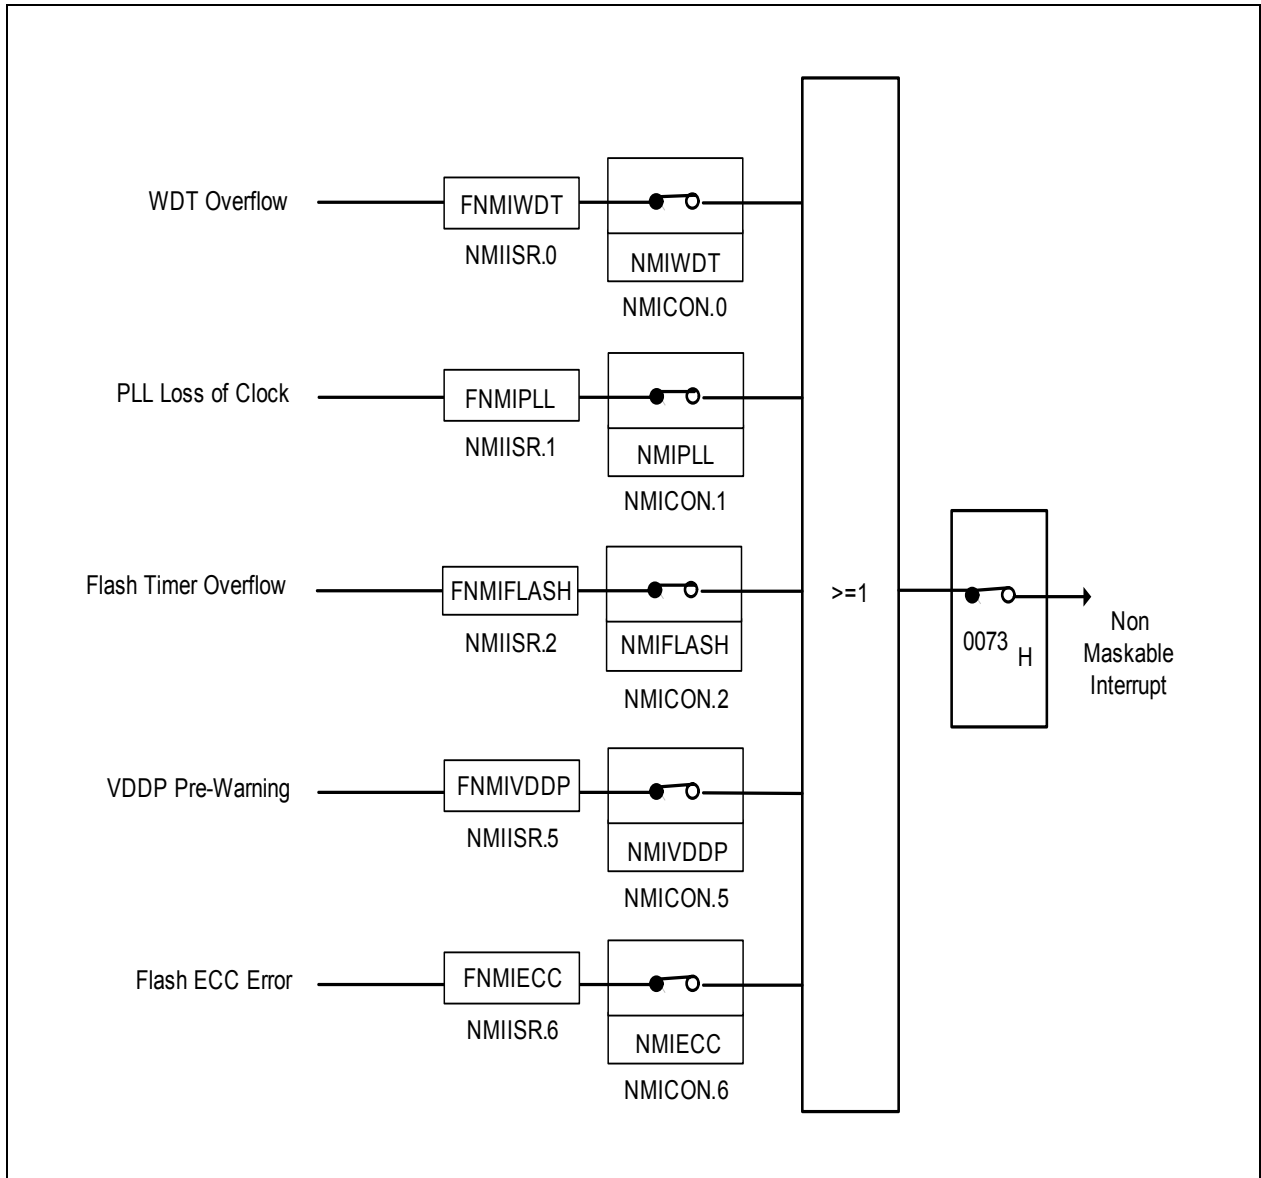 WDT Overflow
FNMIWDT
NMIISR.0
NMIWDT
NMICON.0
PLL Loss of Clock
FNMIPLL
NMIISR.1
NMIPLL
NMICON.1
Flash Timer Overflow
FNMIFLASH
NMIISR.2
NMIFLASH
NMICON.2
VDDP Pre-Warning
FNMIVDDP
NMIISR.5
NMIVDDP
NMICON.5
Flash ECC Error
FNMIECC
NMIISR.6
NMIECC
NMICON.6
>=1
0073 H
Non
Maskable
Interrupt